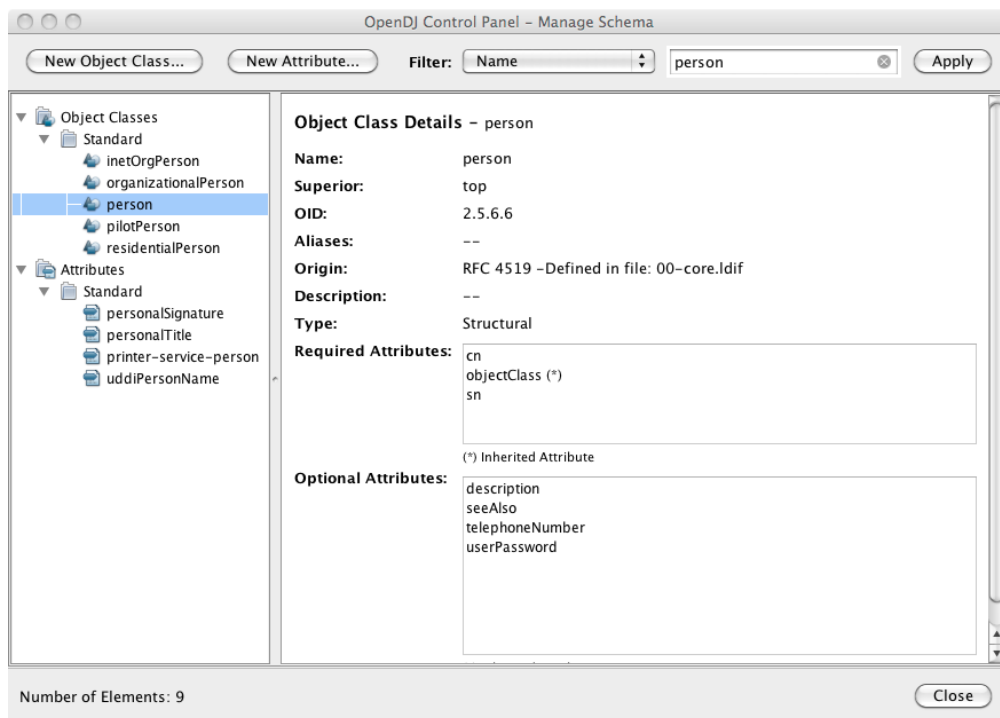 OpenDJ Control Panel – Manage Schema
New Object Class... New Attribute... Filter: Name person Apply
Object Classes
Standard
inetOrgPerson
organizationalPerson
person
pilotPerson
residentialPerson
Attributes
Standard
personalSignature
personalTitle
printer-service-person
uddiPersonName
Object Class Details – person
Name: person
Superior: top
OID: 2.5.6.6
Aliases: --
Origin: RFC 4519 -Defined in file: 00-core.ldif
Description: --
Type: Structural
Required Attributes: cn
objectClass (*)
sn
(*) Inherited Attribute
Optional Attributes: description
seeAlso
telephoneNumber
userPassword
Number of Elements: 9 Close